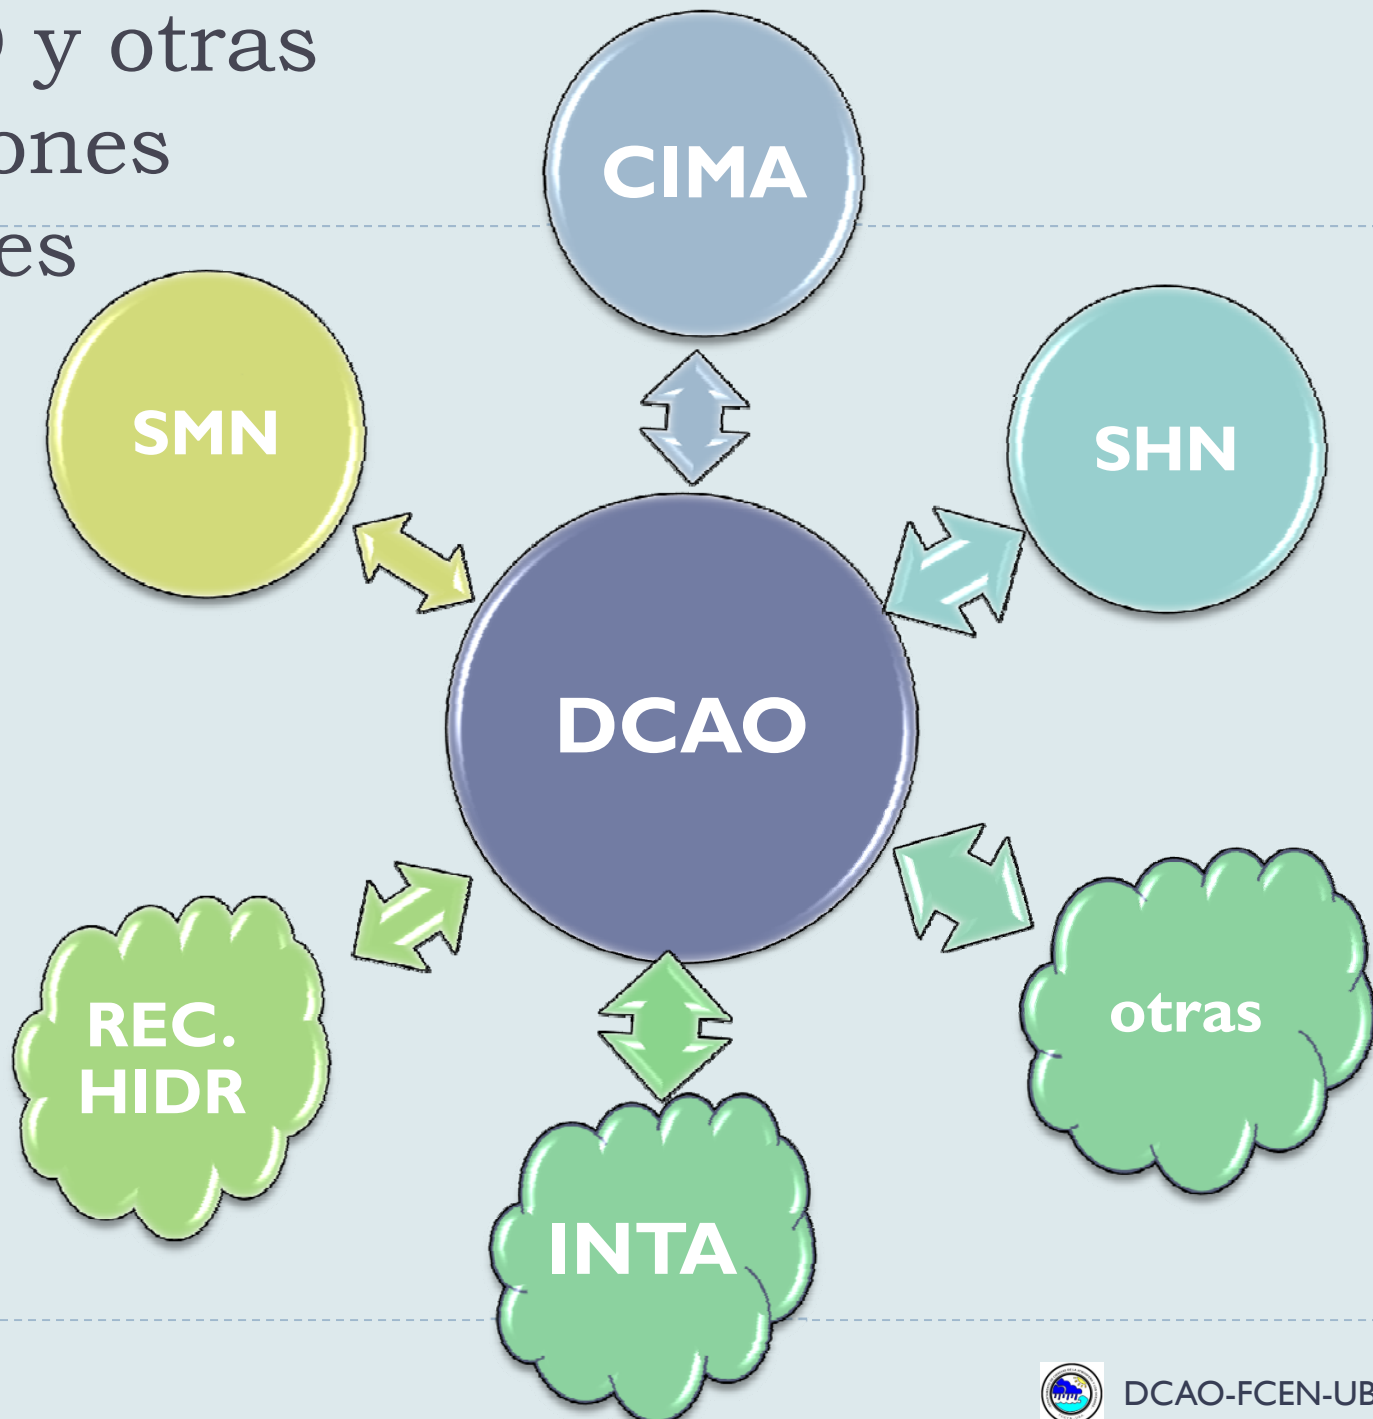 y otras
ones
es
CIMA
SMN
SHN
DCAO
REC.
HIDR
otras
INTA
DCAO-FCEN-UB